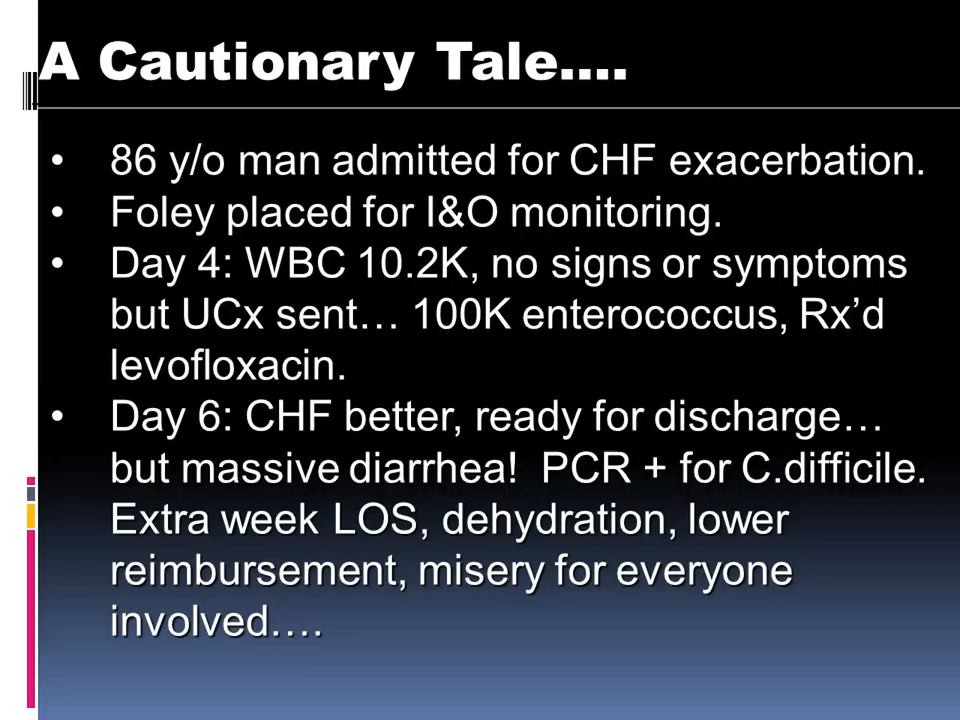 A Cautionary Tale....
• 86 y/o man admitted for CHF exacerbation.
• Foley placed for I&O monitoring.
• Day 4: WBC 10.2K, no signs or symptoms
but UCx sent… 100K enterococcus, Rx’d
levofloxacin.
• Day 6: CHF better, ready for discharge…
but massive diarrhea!  PCR + for C.difficile.
Extra week LOS, dehydration, lower
reimbursement, misery for everyone
involved….